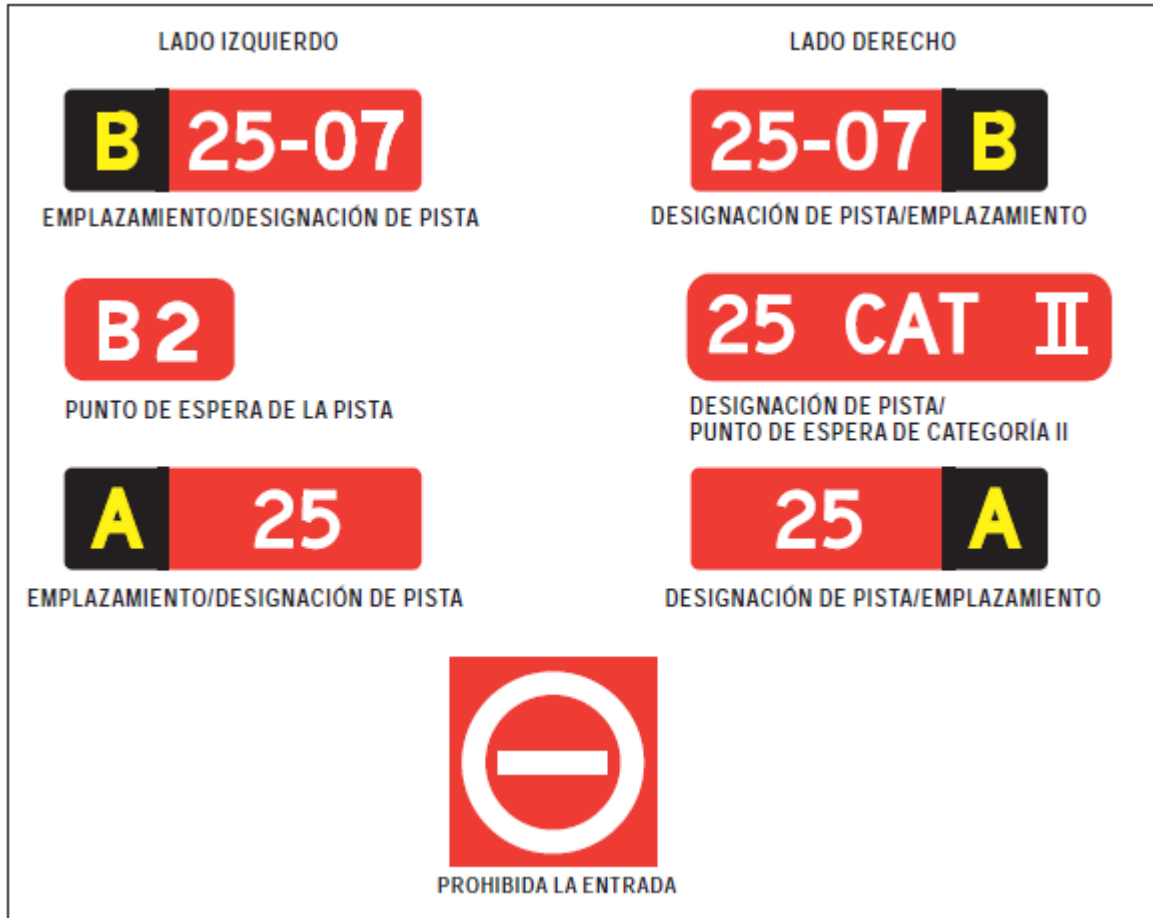 LADO IZQUIERDO
LADO DERECHO
B 25-07
25-07 B
EMPLAZAMIENTO/DESIGNACIÓN DE PISTA
DESIGNACIÓN DE PISTA/EMPLAZAMIENTO
B2
25 CAT II
PUNTO DE ESPERA DE LA PISTA
DESIGNACIÓN DE PISTA/
PUNTO DE ESPERA DE CATEGORÍA II
A 25
25 A
EMPLAZAMIENTO/DESIGNACIÓN DE PISTA
DESIGNACIÓN DE PISTA/EMPLAZAMIENTO
PROHIBIDA LA ENTRADA